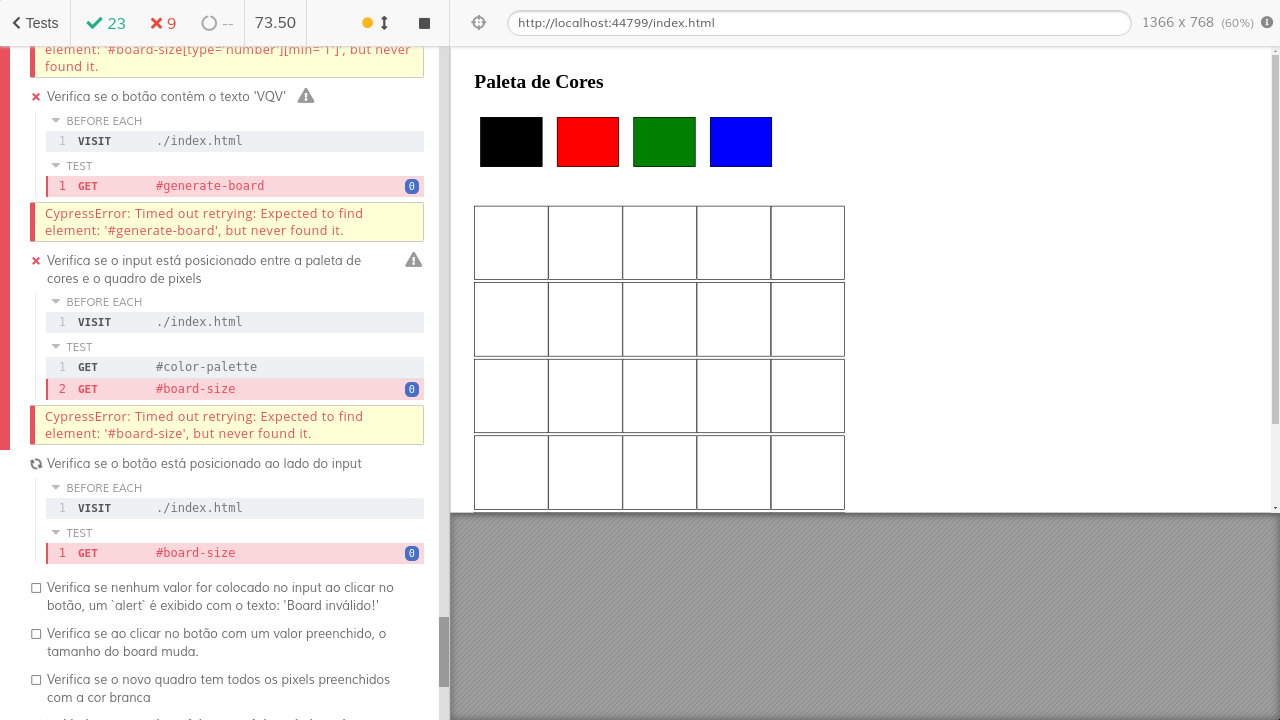 Tests
23
9
--
73.50
http://localhost:44799/index.html
1366 x 768 (60%)
element: '#board-size[type='number'][min='1']', but never
found it.
Verifica se o botão contém o texto 'VQV'
BEFORE EACH
1 VISIT ./index.html
TEST
1 GET #generate-board 0
CypressError: Timed out retrying: Expected to find
element: '#generate-board', but never found it.
Verifica se o input está posicionado entre a paleta de
cores e o quadro de pixels
BEFORE EACH
1 VISIT ./index.html
TEST
1 GET #color-palette
2 GET #board-size 0
CypressError: Timed out retrying: Expected to find
element: '#board-size', but never found it.
Verifica se o botão está posicionado ao lado do input
BEFORE EACH
1 VISIT ./index.html
TEST
1 GET #board-size 0
Verifica se nenhum valor for colocado no input ao clicar no
botão, um `alert` é exibido com o texto: 'Board inválido!'
Verifica se ao clicar no botão com um valor preenchido, o
tamanho do board muda.
Verifica se o novo quadro tem todos os pixels preenchidos
com a cor branca
Paleta de Cores